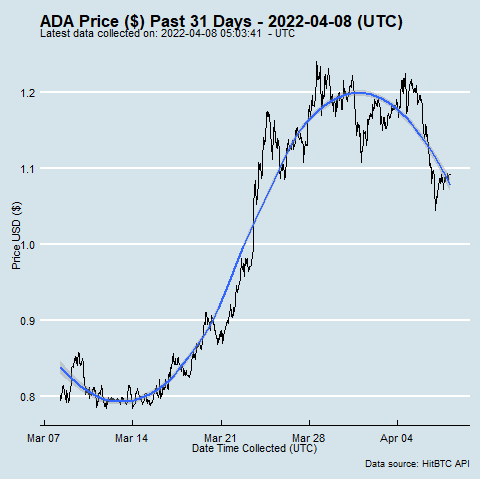 ADA Price ($) Past 31 Days - 2022-04-08 (UTC)
Latest data collected on: 2022-04-08 05:03:41 - UTC
1.2
1.1
1.0
0.9
0.8
Price USD ($)
Mar 07 Mar 14 Mar 21 Mar 28 Apr 04
Date Time Collected (UTC)
Data source: HitBTC API